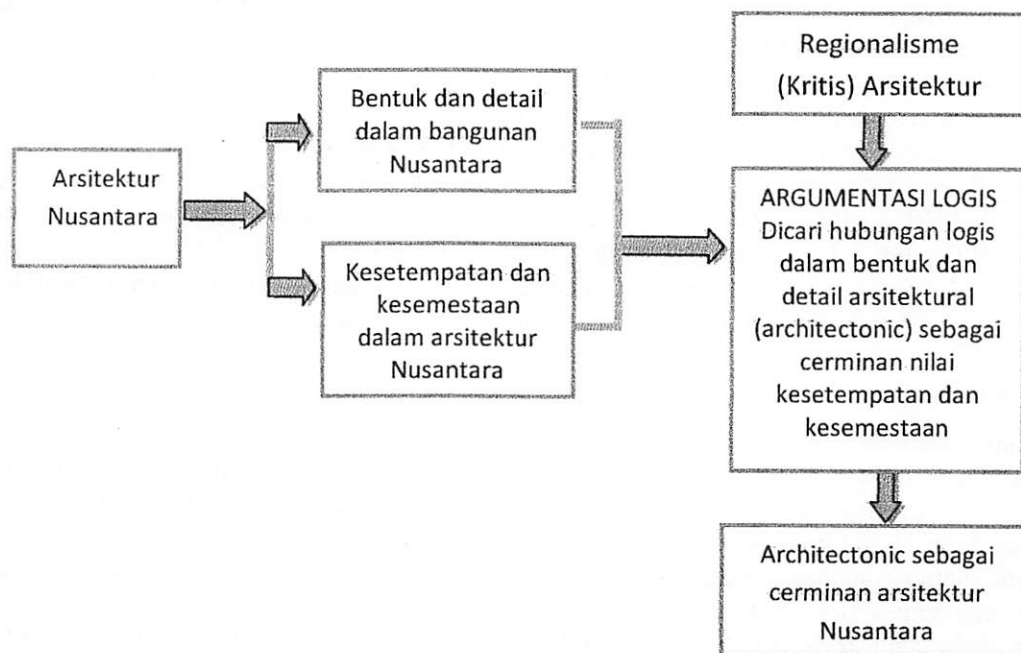 Arsitektur
Nusantara
Bentuk dan detail
dalam bangunan
Nusantara
Kesetempatan dan
kesemestaan
dalam arsitektur
Nusantara
Regionalisme
(Kritis) Arsitektur
ARGUMENTASI LOGIS
Dicari hubungan logis
dalam bentuk dan
detail arsitektural
(architectonic) sebagai
cerminan nilai
kesetempatan dan
kesemestaan
Architectonic sebagai
cerminan arsitektur
Nusantara